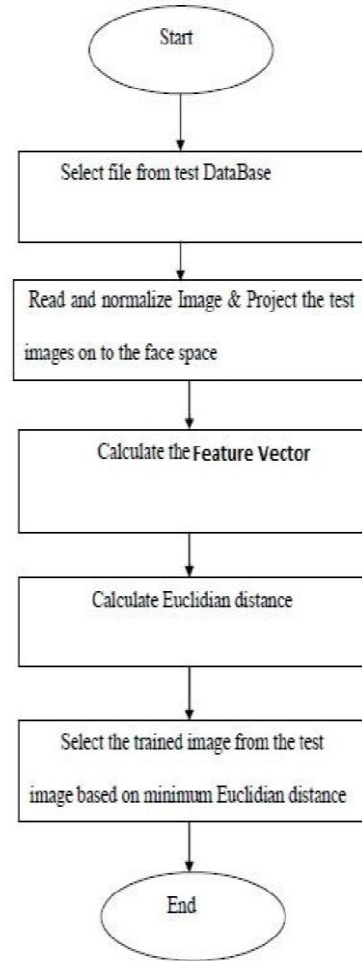 Start
Select file from test DataBase
Read and normalize Image & Project the test
images on to the face space
Calculate the Feature Vector
Calculate Euclidian distance
Select the trained image from the test
image based on minimum Euclidian distance
End